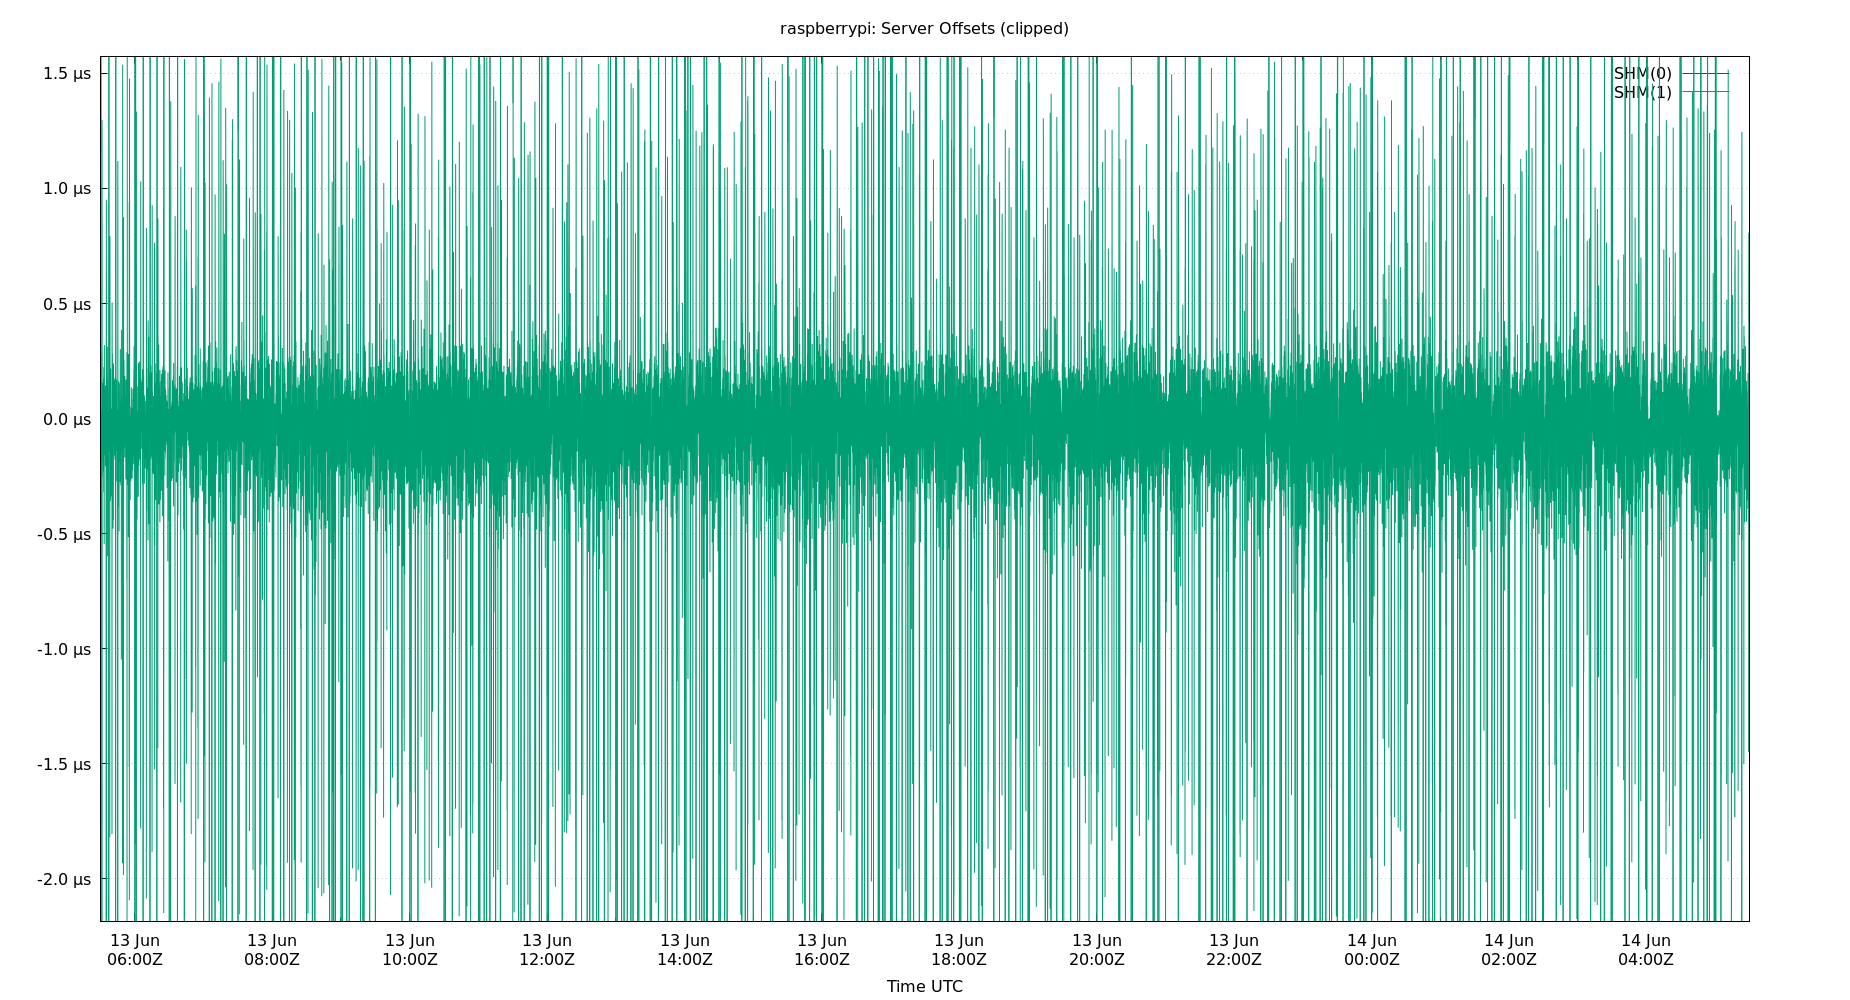 raspberrypi: Server Offsets (clipped)
1.5 µs
1.0 µs
0.5 µs
0.0 µs
-0.5 µs
-1.0 µs
-1.5 µs
-2.0 µs
SHM(0)
SHM(1)
13 Jun 13 Jun 13 Jun 13 Jun 13 Jun 13 Jun 13 Jun 13 Jun 13 Jun 14 Jun 14 Jun 14 Jun
06:00Z 08:00Z 10:00Z 12:00Z 14:00Z 16:00Z 18:00Z 20:00Z 22:00Z 00:00Z 02:00Z 04:00Z
Time UTC